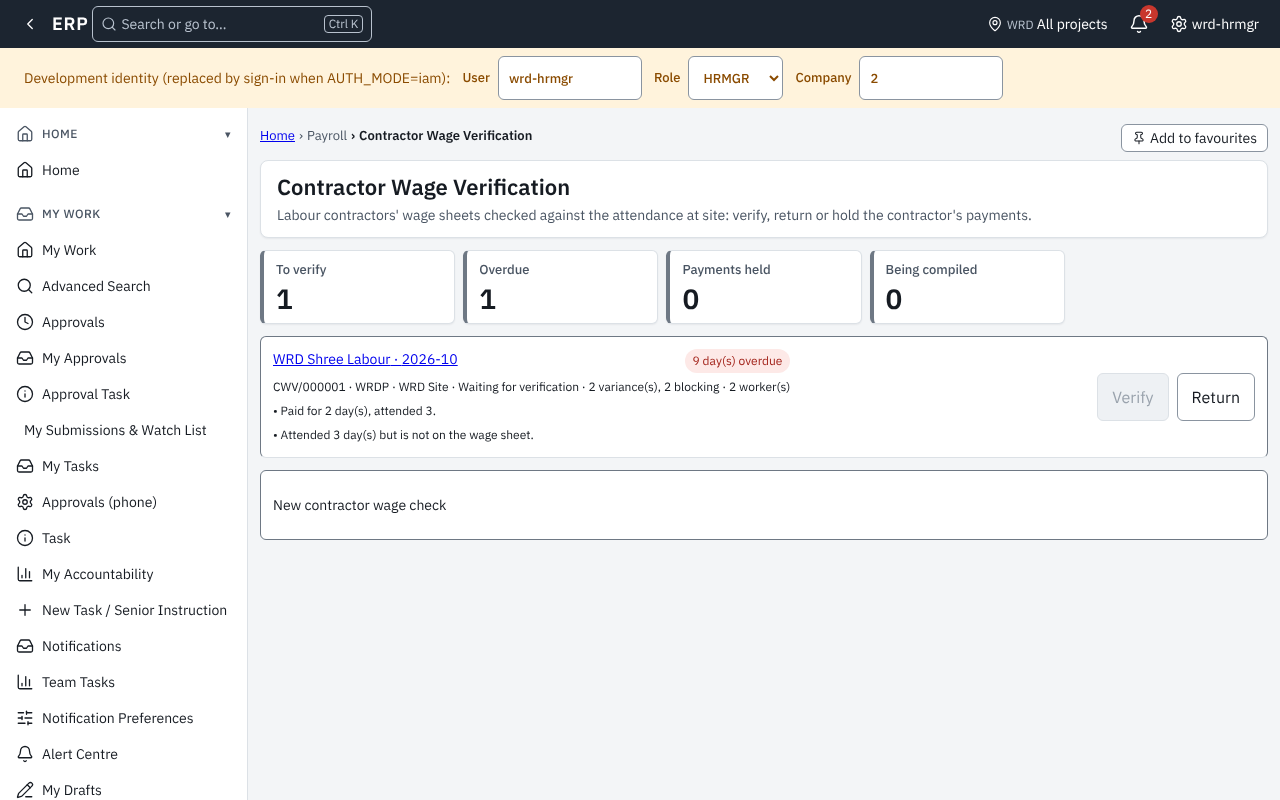 ERP
Search or go to...
Ctrl K
WRD All projects
2
wrd-hrmgr
Development identity (replaced by sign-in when AUTH_MODE=iam):
User
wrd-hrmgr
Role
HRMGR
Company
2
HOME
Home
MY WORK
My Work
Advanced Search
Approvals
My Approvals
Approval Task
My Submissions & Watch List
My Tasks
Approvals (phone)
Task
My Accountability
New Task / Senior Instruction
Notifications
Team Tasks
Notification Preferences
Alert Centre
My Drafts
Home › Payroll › Contractor Wage Verification
Add to favourites
Contractor Wage Verification
Labour contractors' wage sheets checked against the attendance at site: verify, return or hold the contractor's payments.
To verify
1
Overdue
1
Payments held
0
Being compiled
0
WRD Shree Labour · 2026-10
9 day(s) overdue
CWV/000001 · WRDP · WRD Site · Waiting for verification · 2 variance(s), 2 blocking · 2 worker(s)
• Paid for 2 day(s), attended 3.
• Attended 3 day(s) but is not on the wage sheet.
Verify
Return
New contractor wage check